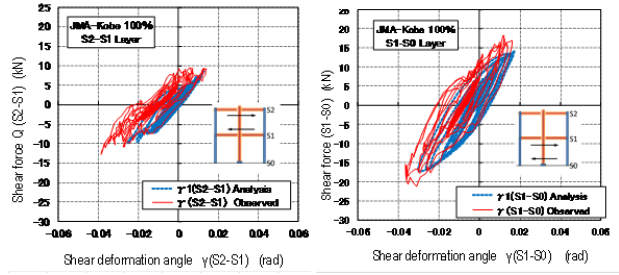 JMA-Kobe 100%
S2-S1 Layer
Shear force Q (S2-S1) (kN)
25
20
15
10
5
0
-5
-10
-15
-20
-25
-30
S2
S1
S0
γ1(S2-S1) Analysis
γ(S2-S1) Observed
-0.06
-0.04
-0.02
0
0.02
0.04
0.06
Shear deformation angle γ(S2-S1) (rad)
JMA-Kobe 100%
S1-S0 Layer
Shear force (S1-S0) (kN)
25
20
15
10
5
0
-5
-10
-15
-20
-25
-30
S2
S1
S0
γ1(S1-S0) Analysis
γ(S1-S0) Observed
-0.06
-0.04
-0.02
0.00
0.02
0.04
0.06
Shear deformation angle γ(S1-S0) (rad)